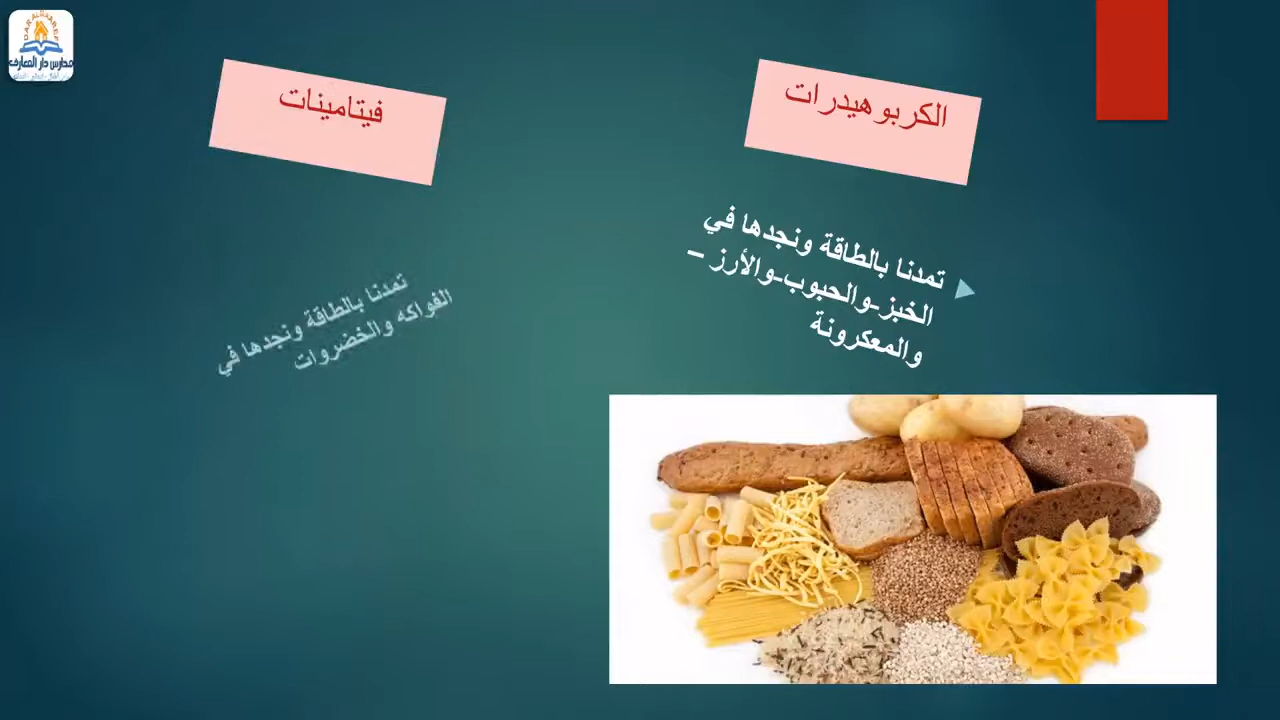 الكربوهيدرات
تمدنا بالطاقة ونجدها في
الخبز-والحبوب-والأرز –
والمعكرونة
فيتامينات
تمدنا بالطاقة ونجدها في
الفواكه والخضروات
مدارس دار المعارف